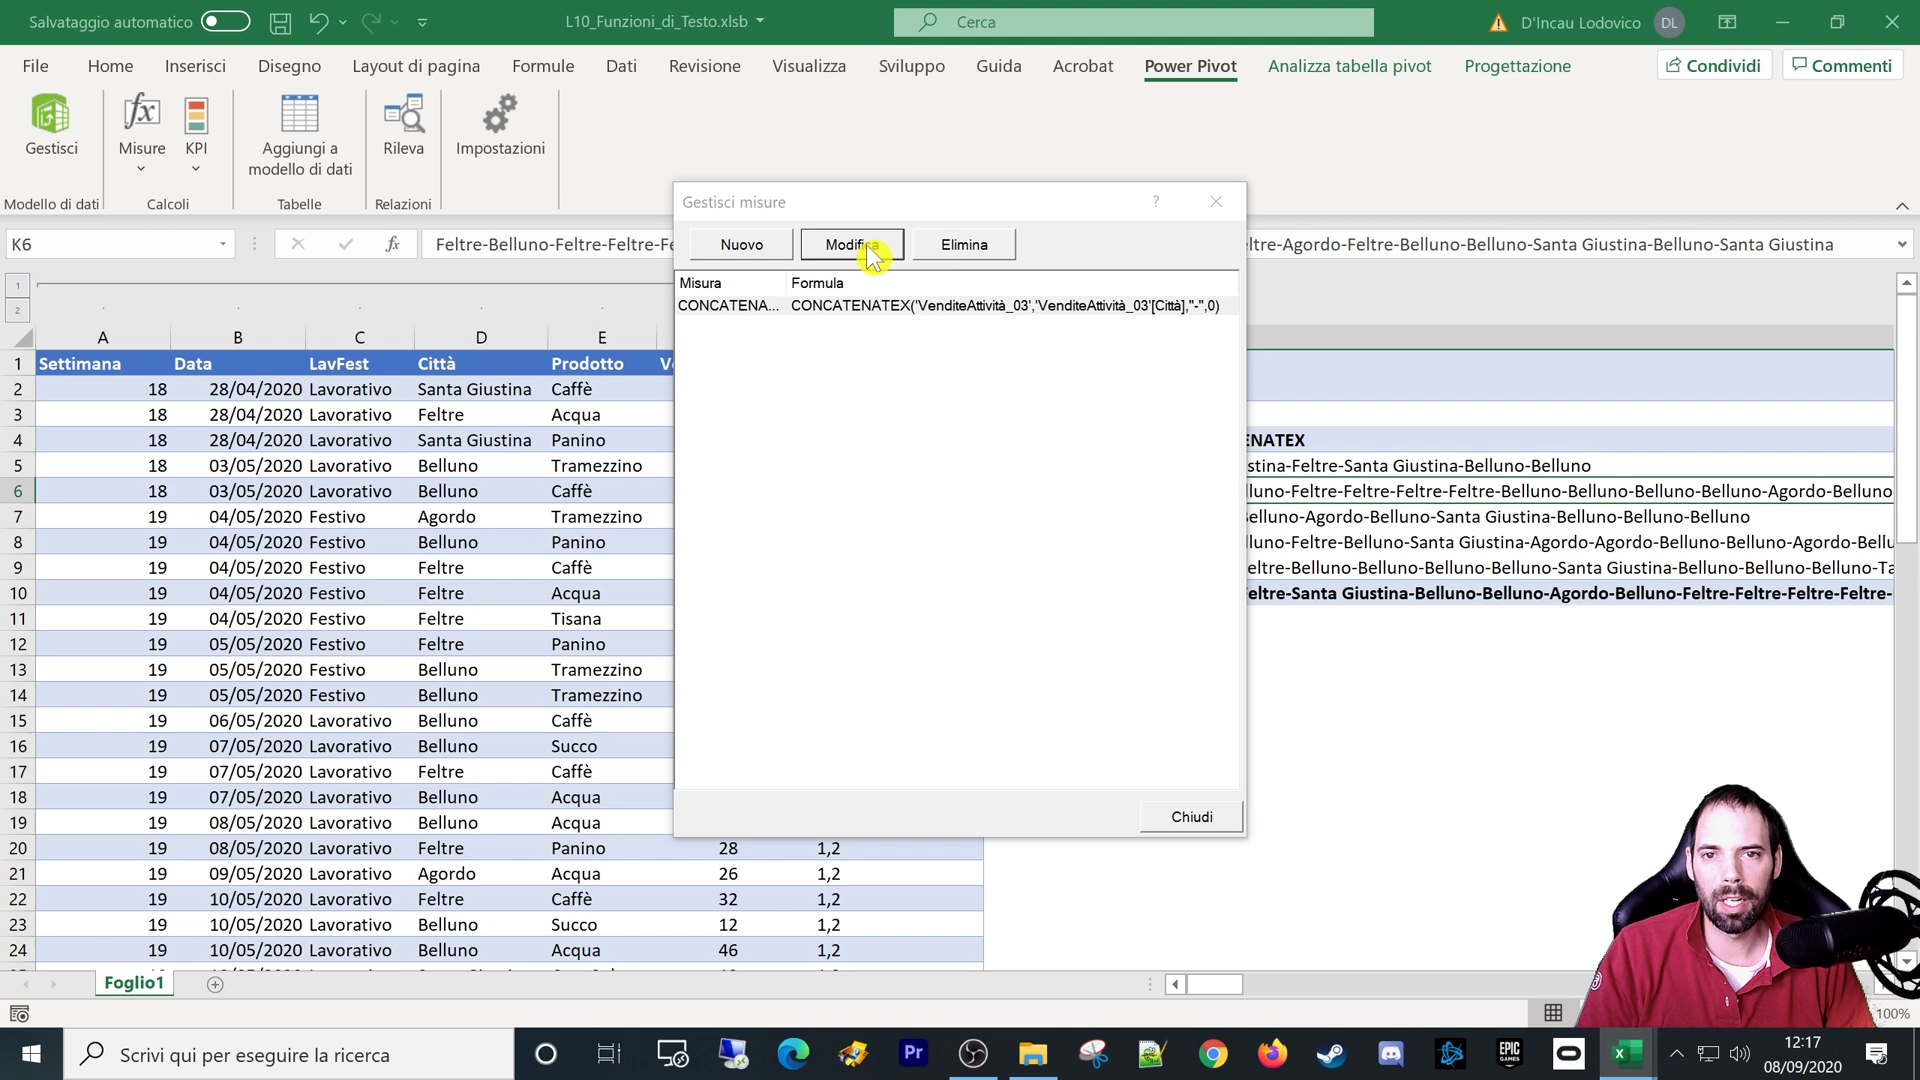 Salvataggio automatico
L10_Funzioni_di_Testo.xlsb
Cerca
D'Incau Lodovico
DL
File Home Inserisci Disegno Layout di pagina Formule Dati Revisione Visualizza Sviluppo Guida Acrobat Power Pivot Analizza tabella pivot Progettazione
Condividi
Commenti
Gestisci
Misure
KPI
Aggiungi a
modello di dati
Rileva
Impostazioni
Modello di dati
Calcoli
Tabelle
Relazioni
K6
fx
Feltre-Belluno-Feltre-Feltre-Fe
ltre-Agordo-Feltre-Belluno-Belluno-Santa Giustina-Belluno-Santa Giustina
Gestisci misure
?
Nuovo
Modifica
Elimina
Misura Formula
CONCATENA... CONCATENATEX('VenditeAttività_03','VenditeAttività_03'[Città],"-",0)
Chiudi
1
2
A B C D E
1 Settimana Data LavFest Città Prodotto
2 18 28/04/2020 Lavorativo Santa Giustina Caffè
3 18 28/04/2020 Lavorativo Feltre Acqua
4 18 28/04/2020 Lavorativo Santa Giustina Panino
5 18 03/05/2020 Lavorativo Belluno Tramezzino
6 18 03/05/2020 Lavorativo Belluno Caffè
7 19 04/05/2020 Festivo Agordo Tramezzino
8 19 04/05/2020 Festivo Belluno Panino
9 19 04/05/2020 Festivo Feltre Caffè
10 19 04/05/2020 Festivo Feltre Acqua
11 19 04/05/2020 Festivo Feltre Tisana
12 19 05/05/2020 Festivo Feltre Panino
13 19 05/05/2020 Festivo Belluno Tramezzino
14 19 05/05/2020 Festivo Belluno Tramezzino
15 19 06/05/2020 Lavorativo Belluno Caffè
16 19 07/05/2020 Lavorativo Belluno Succo
17 19 07/05/2020 Lavorativo Feltre Caffè
18 19 07/05/2020 Lavorativo Belluno Acqua
19 19 08/05/2020 Lavorativo Belluno Acqua
20 19 08/05/2020 Lavorativo Feltre Panino 28 1,2
21 19 09/05/2020 Lavorativo Agordo Acqua 26 1,2
22 19 10/05/2020 Lavorativo Feltre Caffè 32 1,2
23 19 10/05/2020 Lavorativo Belluno Succo 12 1,2
24 19 10/05/2020 Lavorativo Belluno Acqua 46 1,2
ENATEX
stina-Feltre-Santa Giustina-Belluno-Belluno
lluno-Feltre-Feltre-Feltre-Feltre-Belluno-Belluno-Belluno-Belluno-Agordo-Belluno
Belluno-Agordo-Belluno-Santa Giustina-Belluno-Belluno-Belluno
lluno-Feltre-Belluno-Santa Giustina-Agordo-Agordo-Belluno-Belluno-Agordo-Bellu
eltre-Belluno-Belluno-Belluno-Belluno-Santa Giustina-Belluno-Belluno-Belluno-Ta
eltre-Santa Giustina-Belluno-Belluno-Agordo-Belluno-Feltre-Feltre-Feltre-Feltre-
Foglio1
100%
Scrivi qui per eseguire la ricerca
Pr
EPIC
GAMES
12:17
08/09/2020